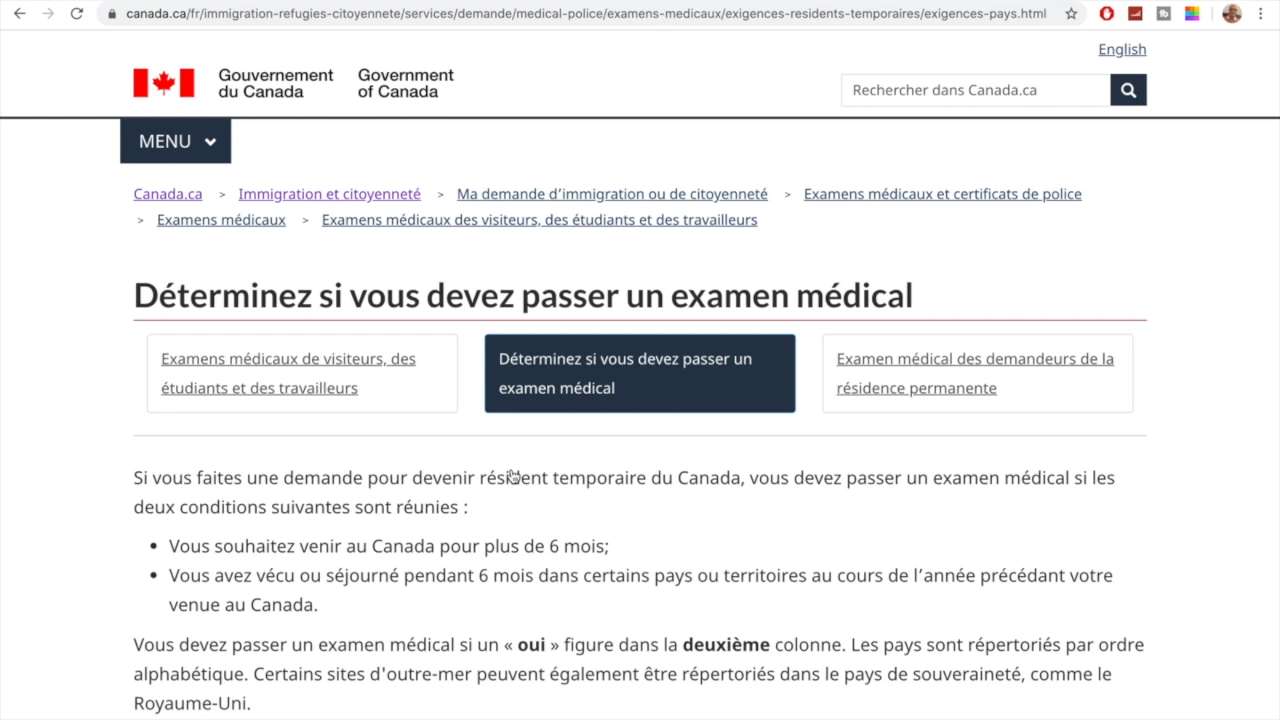 canada.ca/fr/immigration-refugies-citoyennete/services/demande/medical-police/examens-medicaux/exigences-residents-temporaires/exigences-pays.html
English
Gouvernement du Canada
Government of Canada
Rechercher dans Canada.ca
MENU
Canada.ca > Immigration et citoyenneté > Ma demande d’immigration ou de citoyenneté > Examens médicaux et certificats de police
> Examens médicaux > Examens médicaux des visiteurs, des étudiants et des travailleurs
Déterminez si vous devez passer un examen médical
Examens médicaux de visiteurs, des
étudiants et des travailleurs
Déterminez si vous devez passer un
examen médical
Examen médical des demandeurs de la
résidence permanente
Si vous faites une demande pour devenir résident temporaire du Canada, vous devez passer un examen médical si les
deux conditions suivantes sont réunies :
• Vous souhaitez venir au Canada pour plus de 6 mois;
• Vous avez vécu ou séjourné pendant 6 mois dans certains pays ou territoires au cours de l’année précédant votre
venue au Canada.
Vous devez passer un examen médical si un « oui » figure dans la deuxième colonne. Les pays sont répertoriés par ordre
alphabétique. Certains sites d'outre-mer peuvent également être répertoriés dans le pays de souveraineté, comme le
Royaume-Uni.